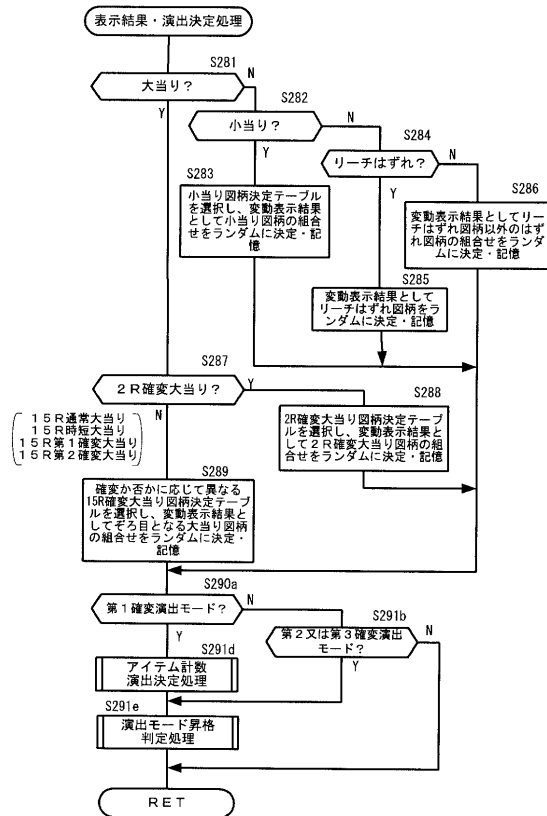 表示結果・演出決定処理
S281
大当り？
N
Y
S282
小当り？
N
Y
S284
リーチはずれ？
N
Y
S283
小当り図柄決定テーブル
を選択し、変動表示結果
として小当り図柄の組合
せをランダムに決定・記
憶
S286
変動表示結果としてリー
チはずれ図柄以外のはず
れ図柄の組合せをランダ
ムに決定・記憶
S285
変動表示結果として
リーチはずれ図柄をラ
ンダムに決定・記憶
S287
２Ｒ確変大当り？
Y
N
１５Ｒ通常大当り
１５Ｒ時短大当り
１５Ｒ第１確変大当り
１５Ｒ第２確変大当り
S288
2R確変大当り図柄決定テーブ
ルを選択し、変動表示結果と
して２Ｒ確変大当り図柄の組
合せをランダムに決定・
記憶
S289
確変か否かに応じて異なる
15R確変大当り図柄決定テーブ
ルを選択し、変動表示結果と
してぞろ目となる大当り図柄
の組合せをランダムに決定・
記憶
S290a
第１確変演出モード？
N
Y
S291b
第２又は第３確変演出
モード？
N
Y
S291d
アイテム計数
演出決定処理
S291e
演出モード昇格
判定処理
ＲＥＴ